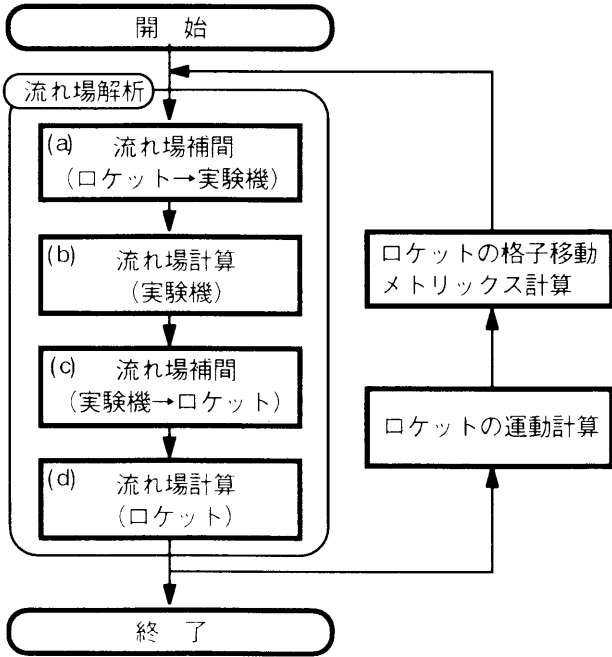 開 始
流れ場解析
(a) 流れ場補間
(ロケット→実験機)
(b) 流れ場計算
(実験機)
(c) 流れ場補間
(実験機→ロケット)
(d) 流れ場計算
(ロケット)
ロケットの格子移動
メトリックス計算
ロケットの運動計算
終 了